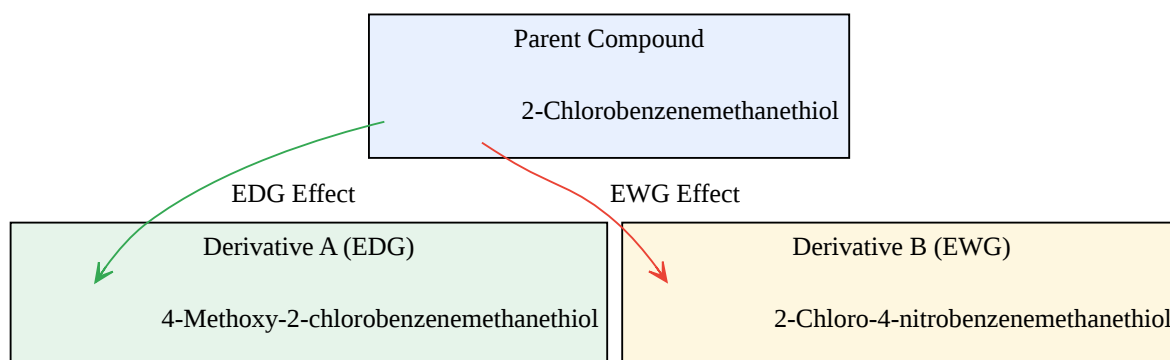 Parent Compound
2-Chlorobenzenemethanethiol
EDG Effect
EWG Effect
Derivative A (EDG)
4-Methoxy-2-chlorobenzenemethanethiol
Derivative B (EWG)
2-Chloro-4-nitrobenzenemethanethiol